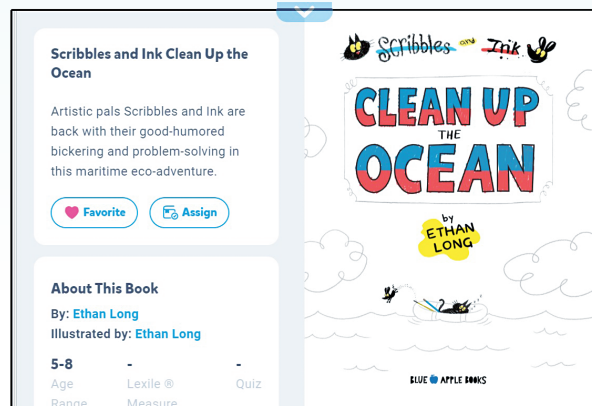 Scribbles and Ink Clean Up the
Ocean
Artistic pals Scribbles and Ink are
back with their good-humored
bickering and problem-solving in
this maritime eco-adventure.
Favorite
Assign
About This Book
By: Ethan Long
Illustrated by: Ethan Long
5-8 - -
Age Lexile ® Quiz
Range Measure
Scribbles and Ink
CLEAN UP
THE
OCEAN
by
ETHAN
LONG
BLUE APPLE BOOKS